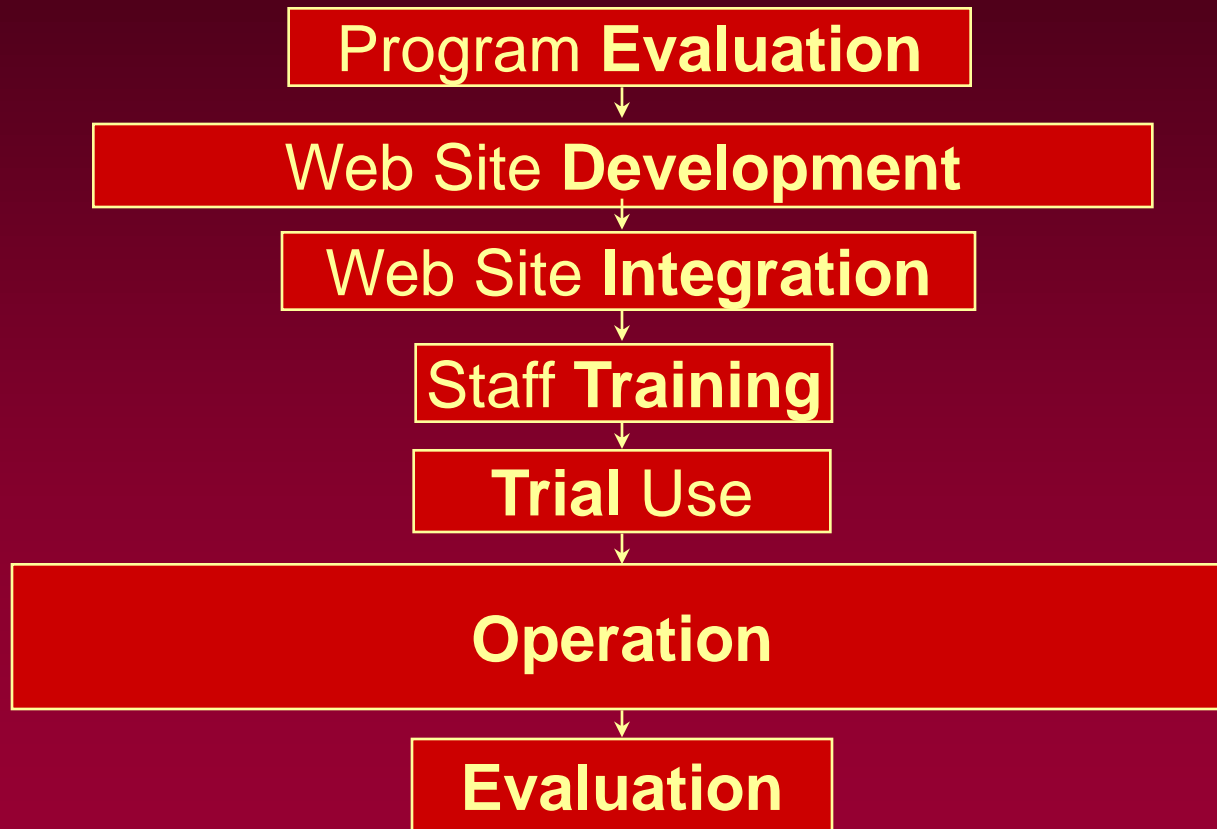 Program Evaluation
Web Site Development
Web Site Integration
Staff Training
Trial Use
Operation
Evaluation